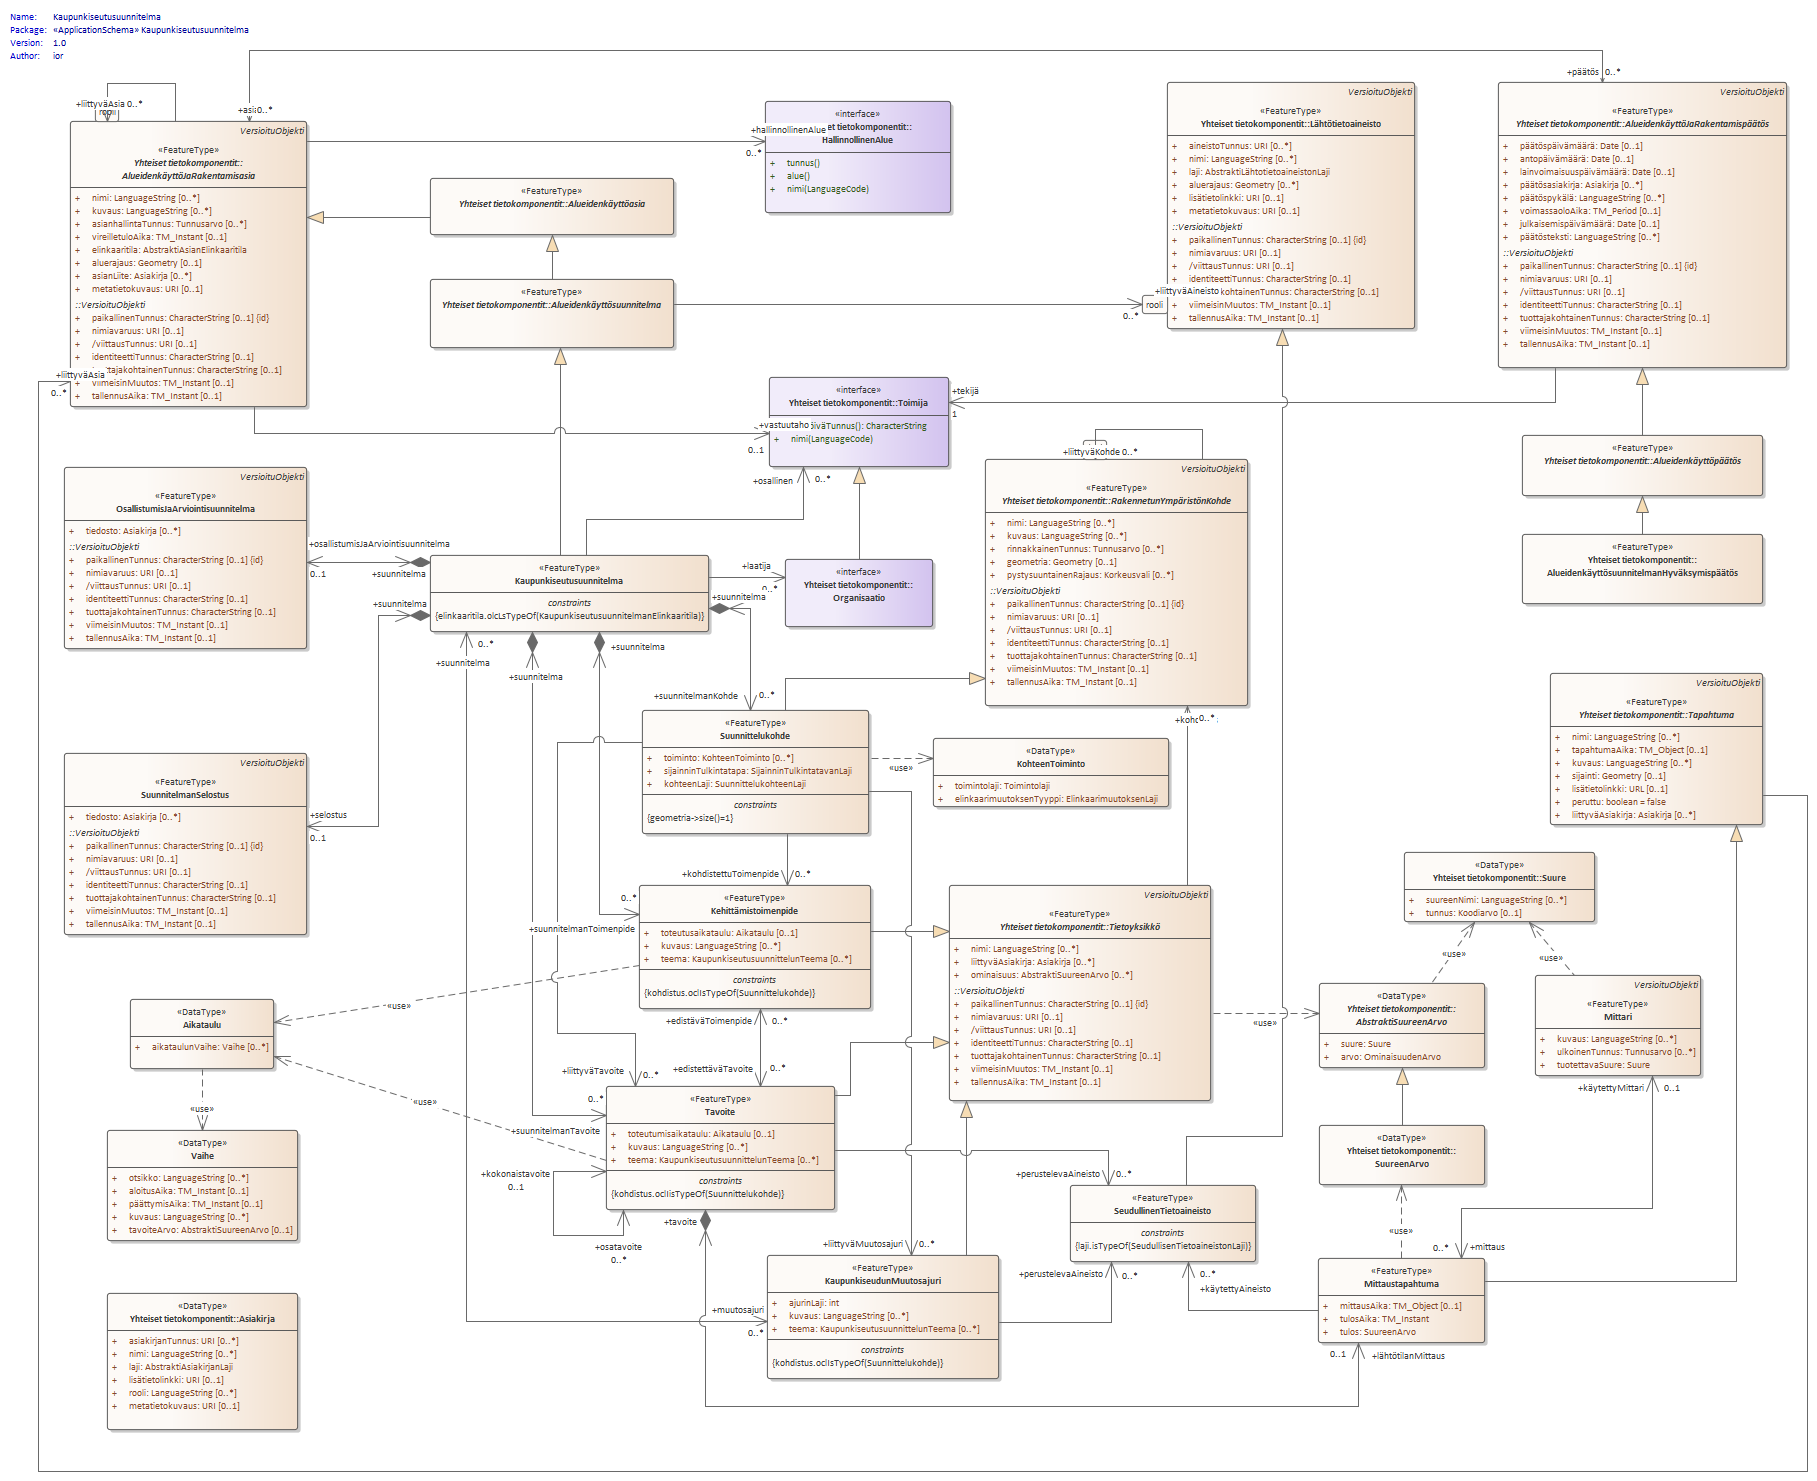 Name: Kaupunkiseutusuunnitelma
Package: «ApplicationSchema» Kaupunkiseutusuunnitelma
Version: 1.0
Author: ior
+liittyväAsia 0..*
rooli
+asia 0..*
+päätös 0..*
VersioituObjekti
«FeatureType»
Yhteiset tietokomponentit::
AlueidenkäyttöJaRakentamisasia
+ nimi: LanguageString [0..*]
+ kuvaus: LanguageString [0..*]
+ asianhallintaTunnus: Tunnusarvo [0..*]
+ vireilletuloAika: TM_Instant [0..1]
+ elinkaaritila: AbstraktiAsianElinkaaritila
+ aluerajaus: Geometry [0..1]
+ asianLiite: Asiakirja [0..*]
+ metatietokuvaus: URI [0..1]
::VersioituObjekti
+ paikallinenTunnus: CharacterString [0..1] {id}
+ nimiavaruus: URI [0..1]
+ /viittausTunnus: URI [0..1]
+ identiteettiTunnus: CharacterString [0..1]
ttajakohtainenTunnus: CharacterString [0..1]
+ viimeisinMuutos: TM_Instant [0..1]
+ tallennusAika: TM_Instant [0..1]
+liittyväAsia
0..*
«FeatureType»
Yhteiset tietokomponentit::Alueidenkäyttöasia
«FeatureType»
Yhteiset tietokomponentit::Alueidenkäyttösuunnitelma
+hallinnollinenAlue
0..*
«interface»
et tietokomponentit::
HallinnollinenAlue
+ tunnus()
+ alue()
+ nimi(LanguageCode)
VersioituObjekti
«FeatureType»
Yhteiset tietokomponentit::Lähtötietoaineisto
+ aineistoTunnus: URI [0..*]
+ nimi: LanguageString [0..*]
+ laji: AbstraktiLähtotietoaineistonLaji
+ aluerajaus: Geometry [0..*]
+ lisätietolinkki: URI [0..1]
+ metatietokuvaus: URI [0..*]
::VersioituObjekti
+ paikallinenTunnus: CharacterString [0..1] {id}
+ nimiavaruus: URI [0..1]
+ /viittausTunnus: URI [0..1]
+ identiteettiTunnus: CharacterString [0..1]
kohtainenTunnus: CharacterString [0..1]
+ viimeisinMuutos: TM_Instant [0..1]
+ tallennusAika: TM_Instant [0..1]
+liittyväAineisto
rooli
0..*
VersioituObjekti
«FeatureType»
Yhteiset tietokomponentit::AlueidenkäyttöJaRakentamispäätös
+ päätöspäivämäärä: Date [0..1]
+ antopäivämäärä: Date [0..1]
+ lainvoimaisuuspäivämäärä: Date [0..1]
+ päätösasiakirja: Asiakirja [0..*]
+ päätöspykälä: LanguageString [0..*]
+ voimassaoloAika: TM_Period [0..1]
+ julkaisemispäivämäärä: Date [0..1]
+ päätösteksti: LanguageString [0..*]
::VersioituObjekti
+ paikallinenTunnus: CharacterString [0..1] {id}
+ nimiavaruus: URI [0..1]
+ /viittausTunnus: URI [0..1]
+ identiteettiTunnus: CharacterString [0..1]
+ tuottajakohtainenTunnus: CharacterString [0..1]
+ viimeisinMuutos: TM_Instant [0..1]
+ tallennusAika: TM_Instant [0..1]
«interface»
Yhteiset tietokomponentit::Toimija
iväTunnus(): CharacterString
+ nimi(LanguageCode)
+vastuutaho
0..1
+tekijä
1
+osallinen 0..*
«FeatureType»
Yhteiset tietokomponentit::Alueidenkäyttöpäätös
«FeatureType»
Yhteiset tietokomponentit::
AlueidenkäyttösuunnitelmanHyväksymispäätös
VersioituObjekti
«FeatureType»
OsallistumisJaArviointisuunnitelma
+ tiedosto: Asiakirja [0..*]
::VersioituObjekti
+ paikallinenTunnus: CharacterString [0..1] {id}
+ nimiavaruus: URI [0..1]
+ /viittausTunnus: URI [0..1]
+ identiteettiTunnus: CharacterString [0..1]
+ tuottajakohtainenTunnus: CharacterString [0..1]
+ viimeisinMuutos: TM_Instant [0..1]
+ tallennusAika: TM_Instant [0..1]
+osallistumisJaArviointisuunnitelma
0..1
+suunnitelma
+suunnitelma
«FeatureType»
Kaupunkiseutusuunnitelma
constraints
{elinkaaritila.olcLsTypeOf(KaupunkiseutusuunnitelmanElinkaaritila)}
+laatija
0..*
+suunnitelma
«interface»
Yhteiset tietokomponentit::
Organisaatio
+liittyväKohde 0..*
VersioituObjekti
«FeatureType»
Yhteiset tietokomponentit::RakennetunYmpäristönKohde
+ nimi: LanguageString [0..*]
+ kuvaus: LanguageString [0..*]
+ rinnakkainenTunnus: Tunnusarvo [0..*]
+ geometria: Geometry [0..1]
+ pystysuuntainenRajaus: Korkeusväli [0..*]
::VersioituObjekti
+ paikallinenTunnus: CharacterString [0..1] {id}
+ nimiavaruus: URI [0..1]
+ /viittausTunnus: URI [0..1]
+ identiteettiTunnus: CharacterString [0..1]
+ tuottajakohtainenTunnus: CharacterString [0..1]
+ viimeisinMuutos: TM_Instant [0..1]
+ tallennusAika: TM_Instant [0..1]
0..*
+suunnitelma
+suunnitelma
+suunnitelma
+suunnitelmanKohde 0..*
0..*
VersioituObjekti
«FeatureType»
Yhteiset tietokomponentit::Tapahtuma
+ nimi: LanguageString [0..*]
+ tapahtumaAika: TM_Object [0..1]
+ kuvaus: LanguageString [0..*]
+ sijainti: Geometry [0..1]
+ lisätietolinkki: URL [0..1]
+ peruttu: boolean = false
+ liittyväAsiakirja: Asiakirja [0..*]
«FeatureType»
Suunnittelukohde
+ toiminto: KohteenToiminto [0..*]
+ sijainninTulkintatapa: SijainninTulkintatavanLaji
+ kohteenLaji: SuunnittelukohteenLaji
constraints
{geometria->size()=1}
«use»
«DataType»
KohteenToiminto
+ toimintolaji: Toimintolaji
+ elinkaarimuutoksenTyyppi: ElinkaarimuutoksenLaji
VersioituObjekti
«FeatureType»
SuunnitelmanSelostus
+ tiedosto: Asiakirja [0..*]
::VersioituObjekti
+ paikallinenTunnus: CharacterString [0..1] {id}
+ nimiavaruus: URI [0..1]
+ /viittausTunnus: URI [0..1]
+ identiteettiTunnus: CharacterString [0..1]
+ tuottajakohtainenTunnus: CharacterString [0..1]
+ viimeisinMuutos: TM_Instant [0..1]
+ tallennusAika: TM_Instant [0..1]
+selostus
0..1
+kohdistettuToimenpide 0..*
0..*
+suunnitelmanToimenpide
«FeatureType»
Kehittämistoimenpide
+ toteutusaikataulu: Aikataulu [0..1]
+ kuvaus: LanguageString [0..*]
+ teema: KaupunkiseutusuunnittelunTeema [0..*]
constraints
{kohdistus.oclIsTypeOf(Suunnittelukohde)}
VersioituObjekti
«FeatureType»
Yhteiset tietokomponentit::Tietoyksikkö
+ nimi: LanguageString [0..*]
+ liittyväAsiakirja: Asiakirja [0..*]
+ ominaisuus: AbstraktiSuureenArvo [0..*]
::VersioituObjekti
+ paikallinenTunnus: CharacterString [0..1] {id}
+ nimiavaruus: URI [0..1]
+ /viittausTunnus: URI [0..1]
+ identiteettiTunnus: CharacterString [0..1]
+ tuottajakohtainenTunnus: CharacterString [0..1]
+ viimeisinMuutos: TM_Instant [0..1]
+ tallennusAika: TM_Instant [0..1]
«DataType»
Yhteiset tietokomponentit::Suure
+ suureenNimi: LanguageString [0..*]
+ tunnus: Koodiarvo [0..1]
«use»
«use»
«use»
«DataType»
Yhteiset tietokomponentit::
AbstraktiSuureenArvo
+ suure: Suure
+ arvo: OminaisuudenArvo
VersioituObjekti
«FeatureType»
Mittari
+ kuvaus: LanguageString [0..*]
+ ulkoinenTunnus: Tunnusarvo [0..*]
+ tuotettavaSuure: Suure
+käytettyMittari 0..1
«DataType»
Aikataulu
+ aikataulunVaihe: Vaihe [0..*]
«use»
«use»
«use»
+edistäväToimenpide 0..*
+liittyväTavoite 0..*
+edistettäväTavoite 0..*
0..*
+suunnitelmanTavoite
«FeatureType»
Tavoite
+ toteutumisaikataulu: Aikataulu [0..1]
+ kuvaus: LanguageString [0..*]
+ teema: KaupunkiseutusuunnittelunTeema [0..*]
constraints
{kohdistus.oclIisTypeOf(Suunnittelukohde)}
+kokonaistavoite
0..1
+osatavoite
0..*
+tavoite
«DataType»
Vaihe
+ otsikko: LanguageString [0..*]
+ aloitusAika: TM_Instant [0..1]
+ päättymisAika: TM_Instant [0..1]
+ kuvaus: LanguageString [0..*]
+ tavoiteArvo: AbstraktiSuureenArvo [0..1]
«DataType»
Yhteiset tietokomponentit::
SuureenArvo
+perustelevaAineisto 0..*
«FeatureType»
SeudullinenTietoaineisto
constraints
{laji.isTypeOf(SeudullisenTietoaineistonLaji)}
+perustelevaAineisto 0..*
0..*
+käytettyAineisto
«use»
0..* +mittaus
«FeatureType»
Mittaustapahtuma
+ mittausAika: TM_Object [0..1]
+ tulosAika: TM_Instant
+ tulos: SuureenArvo
0..1 +lähtötilanMittaus
+liittyväMuutosajuri 0..*
+muutosajuri
0..*
«FeatureType»
KaupunkiseudunMuutosajuri
+ ajurinLaji: int
+ kuvaus: LanguageString [0..*]
+ teema: KaupunkiseutusuunnittelunTeema [0..*]
constraints
{kohdistus.oclIsTypeOf(Suunnittelukohde)}
«DataType»
Yhteiset tietokomponentit::Asiakirja
+ asiakirjanTunnus: URI [0..*]
+ nimi: LanguageString [0..*]
+ laji: AbstraktiAsiakirjanLaji
+ lisätietolinkki: URI [0..1]
+ rooli: LanguageString [0..*]
+ metatietokuvaus: URI [0..1]